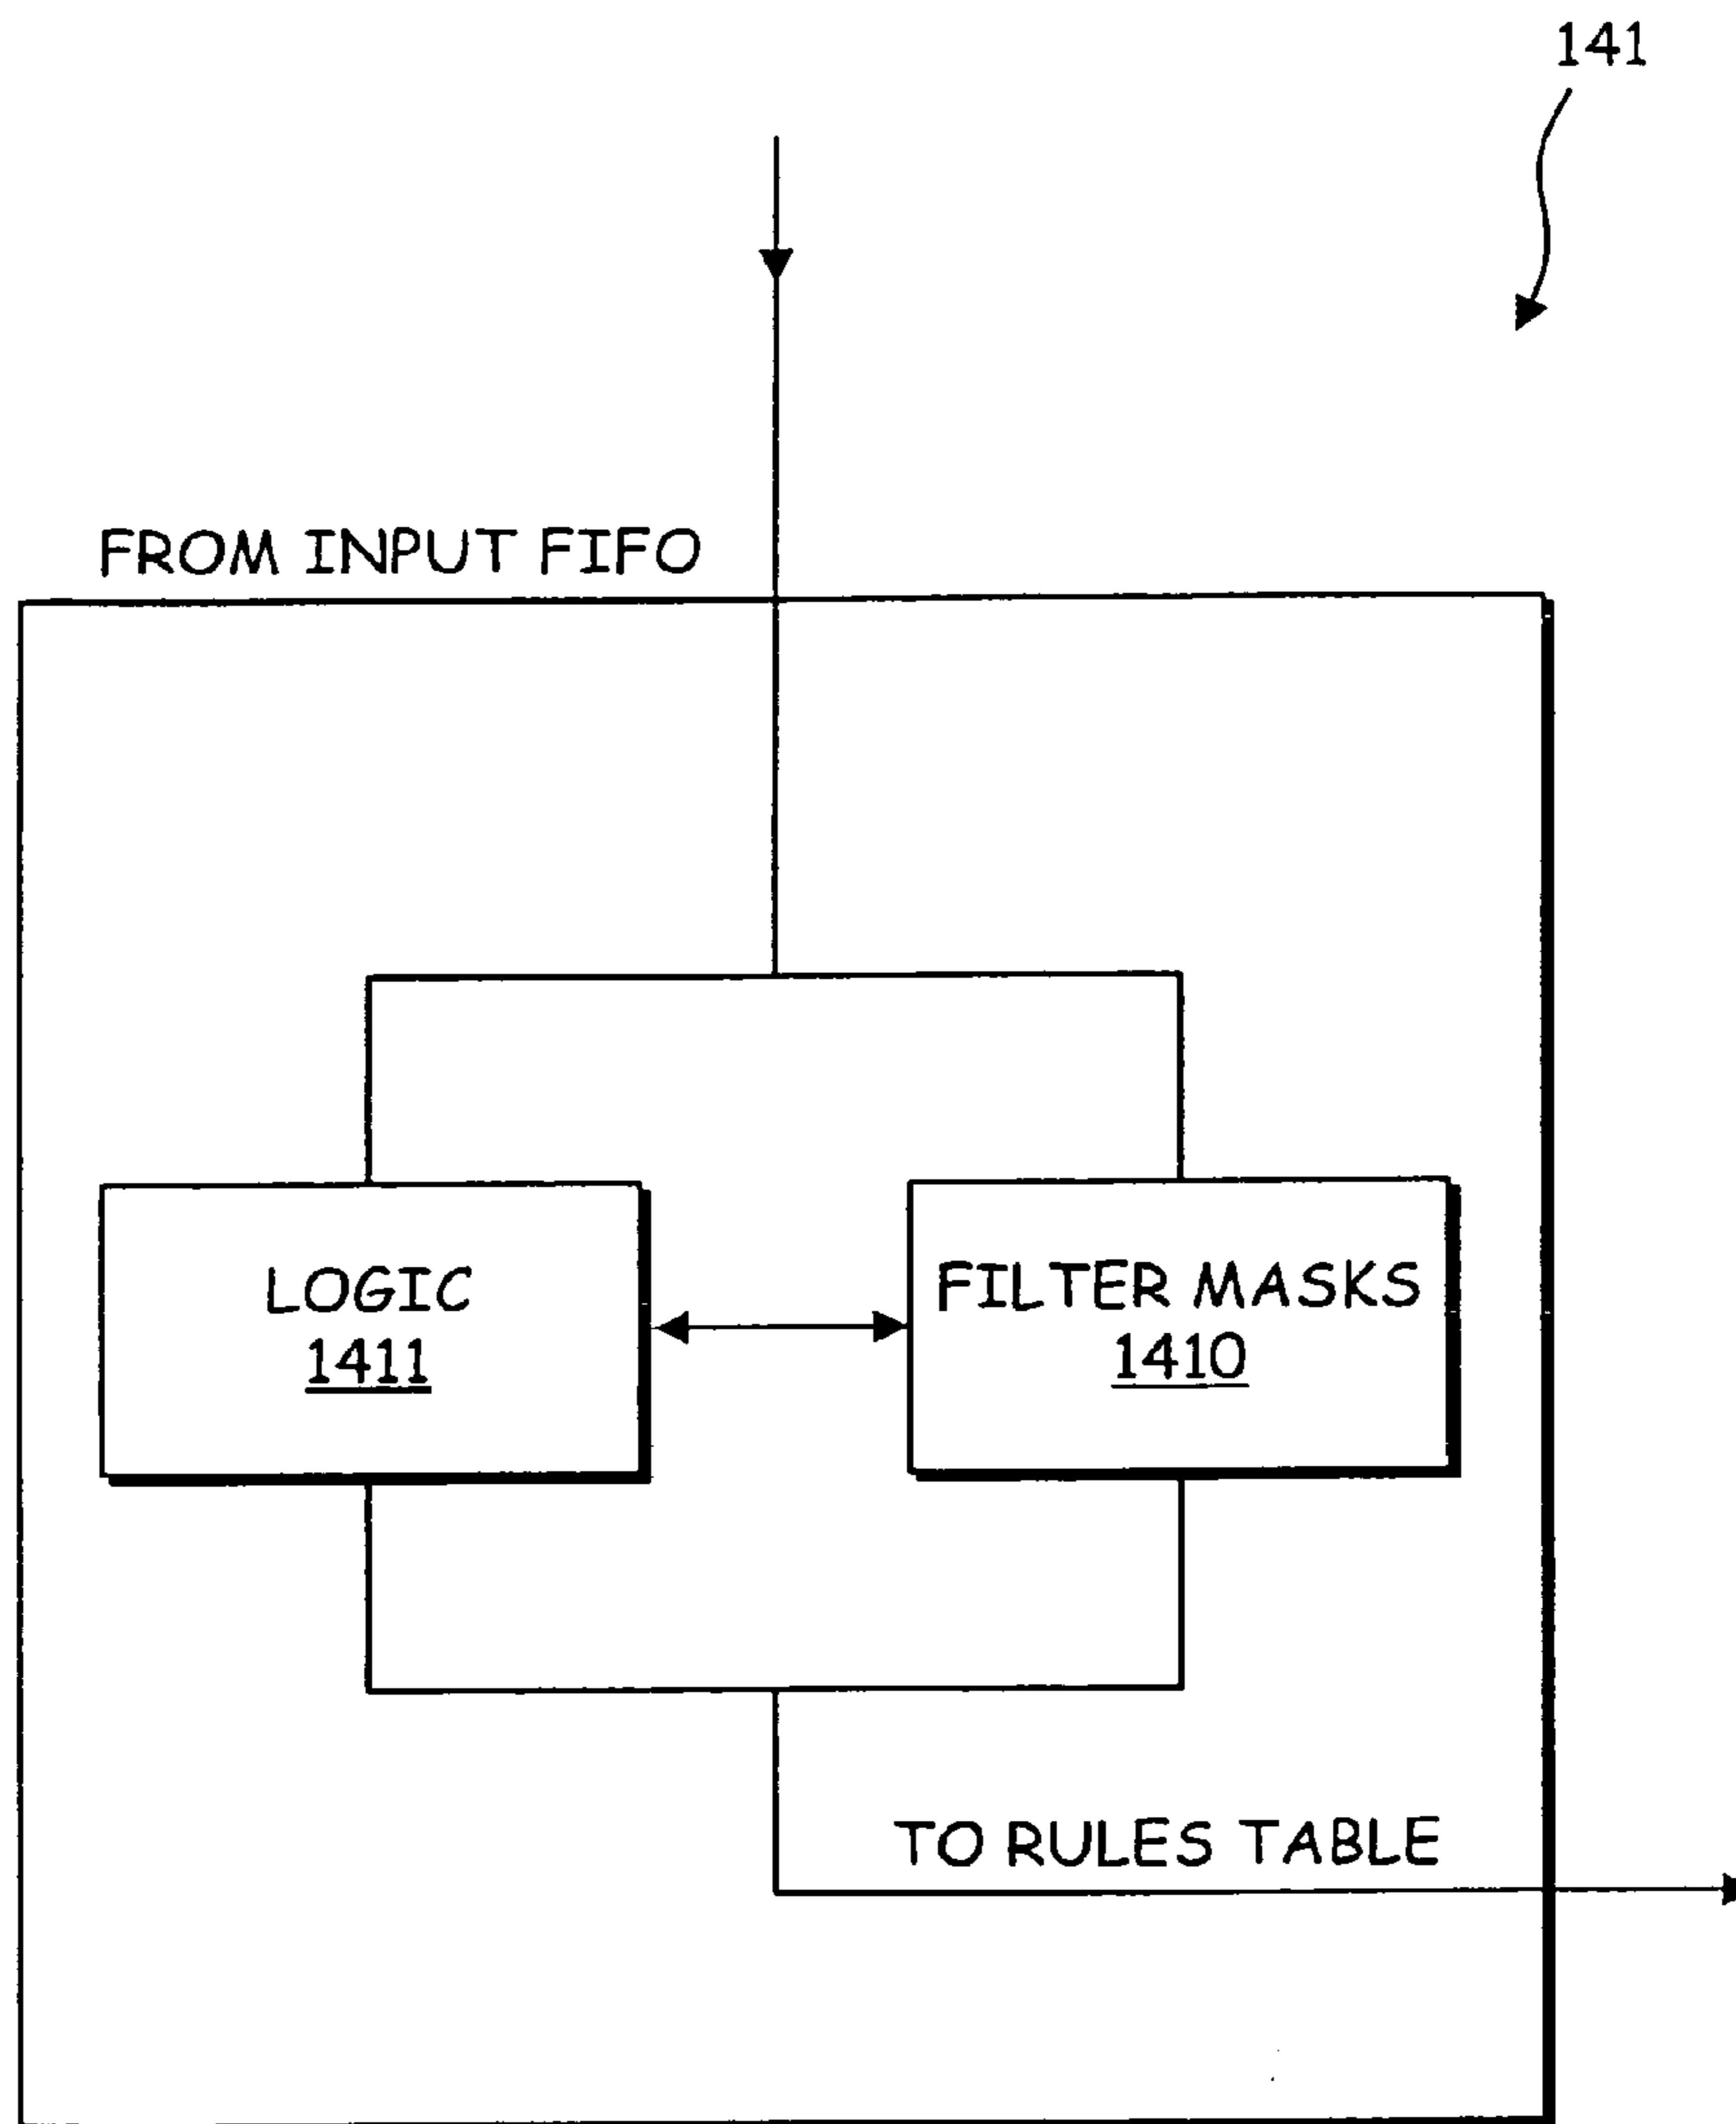 141
FROM INPUT FIFO
LOGIC
1411
FILTER MASKS
1410
TO RULES TABLE